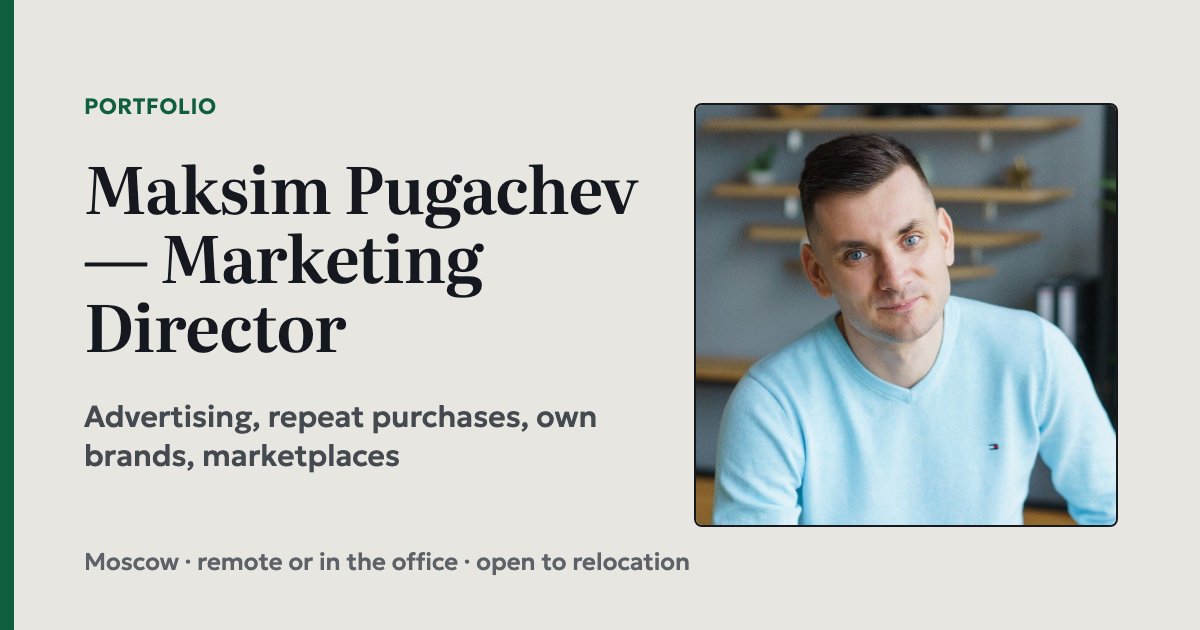 PORTFOLIO
Maksim Pugachev
— Marketing
Director
Advertising, repeat purchases, own
brands, marketplaces
Moscow · remote or in the office · open to relocation